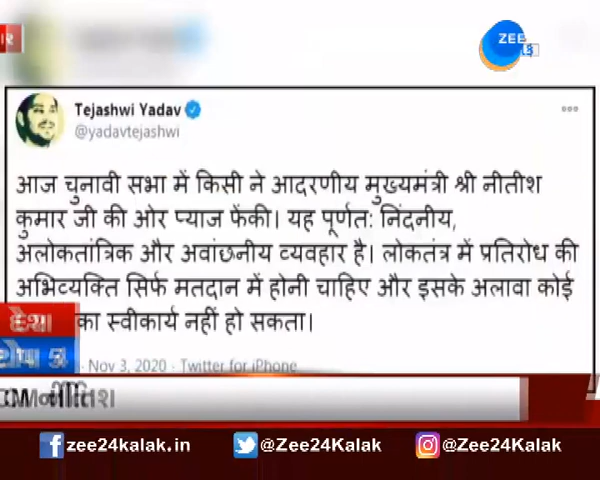 ZEE
Tejashwi Yadav
@yadavtejashwi
आज चुनावी सभा में किसी ने आदरणीय मुख्यमंत्री श्री नीतीश
कुमार जी की ओर प्याज फेंकी। यह पूर्णत: निंदनीय,
अलोकतांत्रिक और अवांछनीय व्यवहार है। लोकतंत्र में प्रतिरोध की
अभिव्यक्ति सिर्फ मतदान में होनी चाहिए और इसके अलावा कोई
का स्वीकार्य नहीं हो सकता।
Nov 3, 2020 · Twitter for iPhone
zee24kalak.in
@Zee24Kalak
@Zee24Kalak